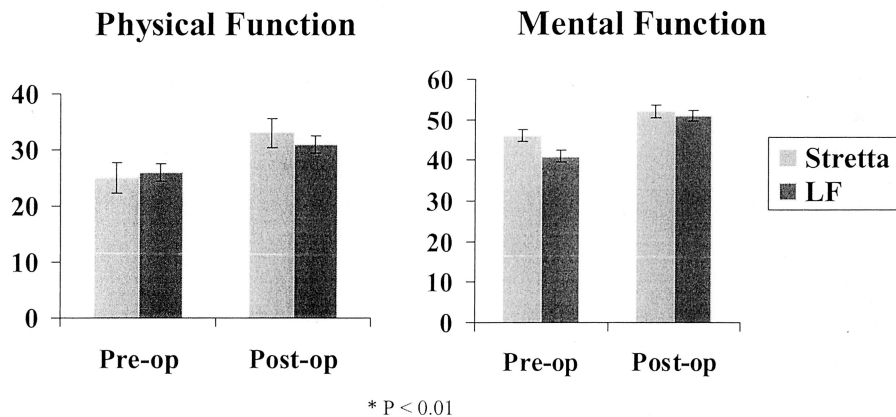 Physical Function
40
30
20
10
0
Pre-op Post-op
Mental Function
60
50
40
30
20
10
0
Pre-op Post-op
Stretta
LF
* P < 0.01